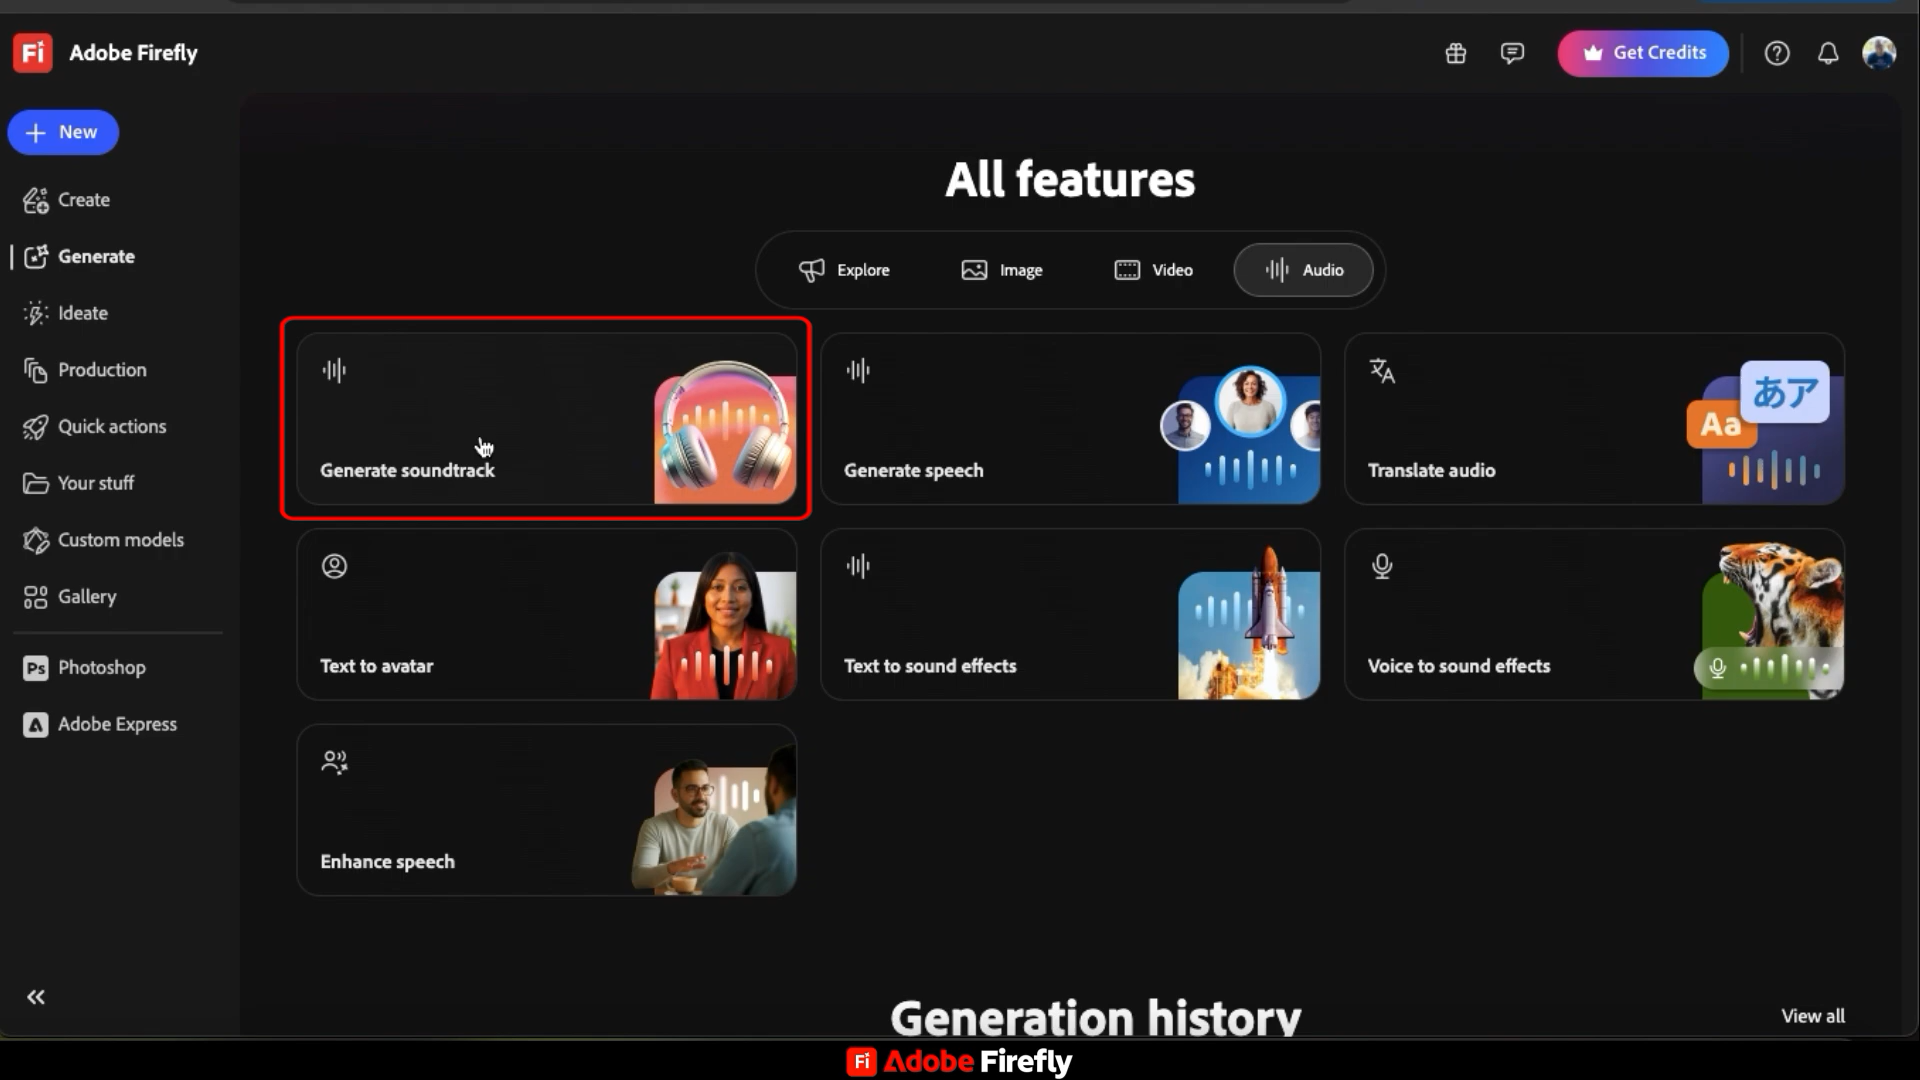 Fi Adobe Firefly
Get Credits
New
Create
Generate
Ideate
Production
Quick actions
Your stuff
Custom models
Gallery
Ps Photoshop
Adobe Express
All features
Explore Image Video Audio
Generate soundtrack
Generate speech
Aa あア
Translate audio
Text to avatar
Text to sound effects
Voice to sound effects
Enhance speech
Generation history
View all
Fi Adobe Firefly